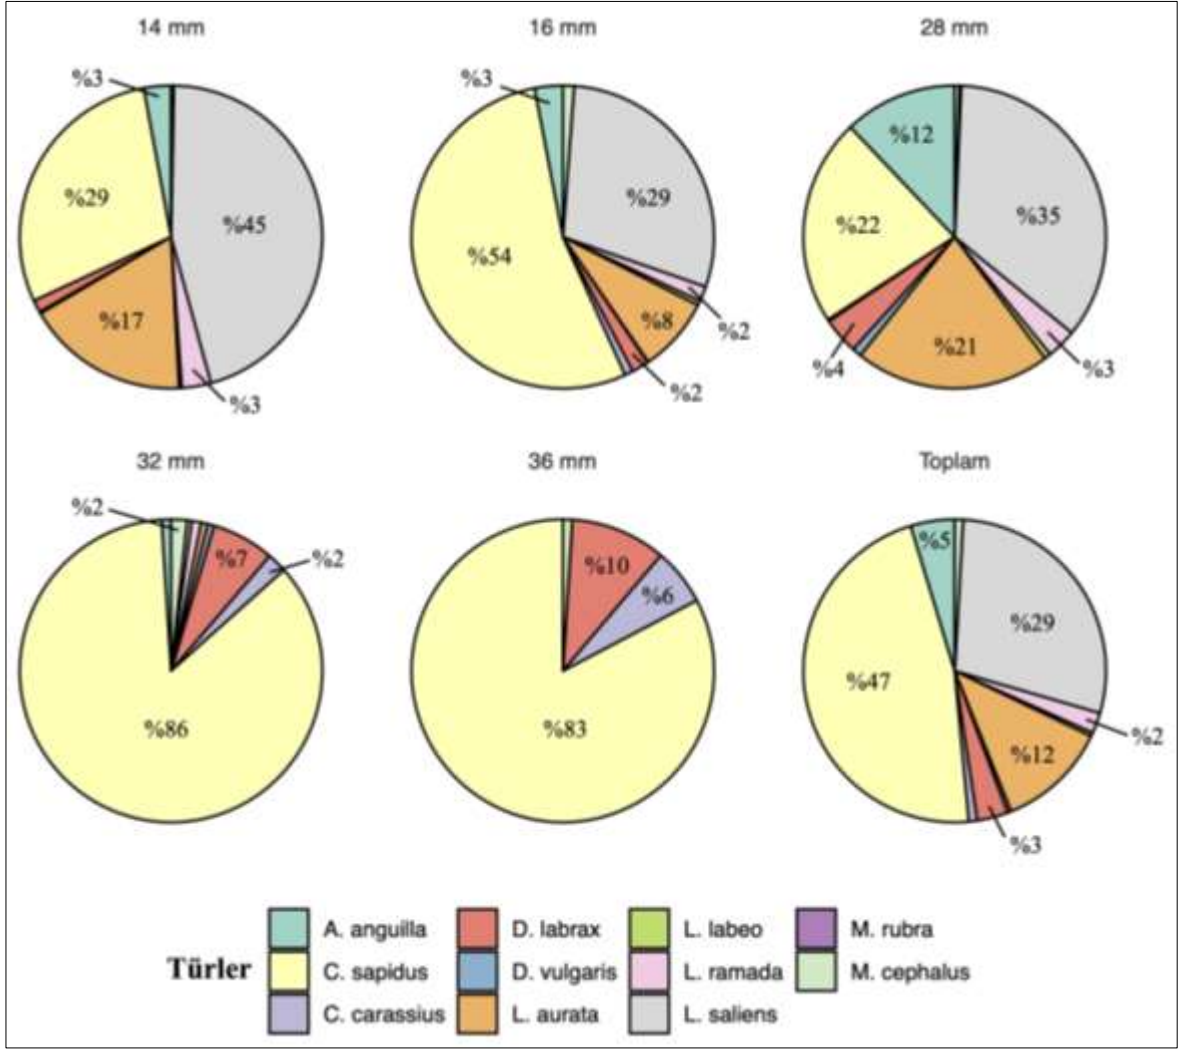 14 mm
16 mm
28 mm
%3
%29
%45
%17
%3
%3
%29
%54
%8
%2
%2
%12
%35
%22
%21
%4
%3
32 mm
36 mm
Toplam
%2
%7
%2
%86
%10
%6
%83
%5
%29
%47
%2
%12
%3
Türler
A. anguilla
D. labrax
L. labeo
M. rubra
C. sapidus
D. vulgaris
L. ramada
M. cephalus
C. carassius
L. aurata
L. saliens